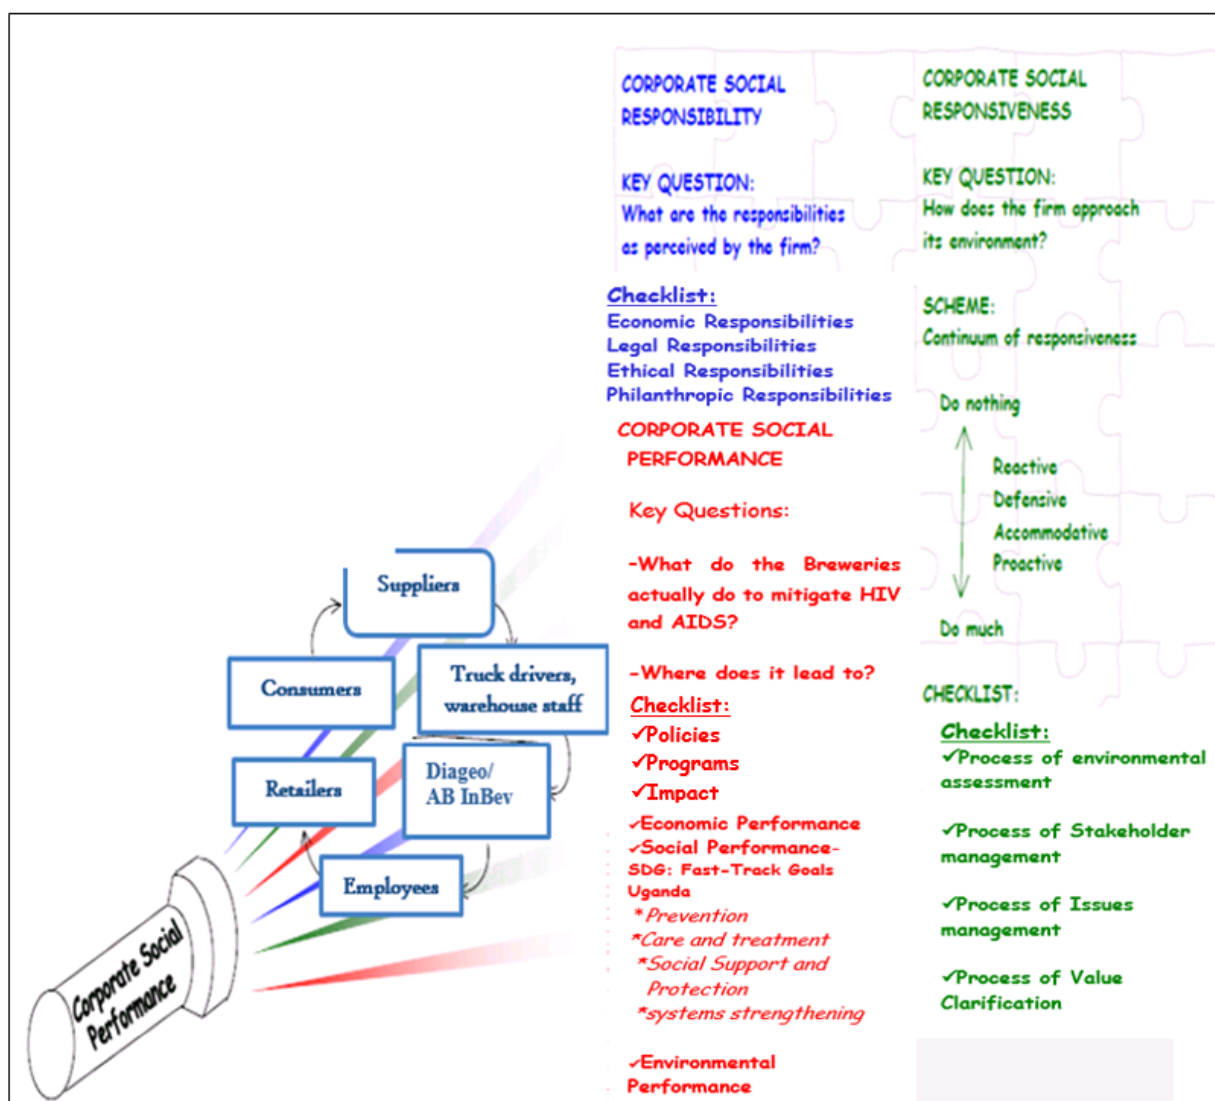 CORPORATE SOCIAL
RESPONSIBILITY
KEY QUESTION:
What are the responsibilities
as perceived by the firm?
Checklist:
Economic Responsibilities
Legal Responsibilities
Ethical Responsibilities
Philanthropic Responsibilities
CORPORATE SOCIAL
PERFORMANCE
Key Questions:
-What do the Breweries
actually do to mitigate HIV
and AIDS?
-Where does it lead to?
Checklist:
✓Policies
✓Programs
✓Impact
✓Economic Performance
✓Social Performance-
SDG: Fast-Track Goals
Uganda
*Prevention
*Care and treatment
*Social Support and
Protection
*systems strengthening
✓Environmental
Performance
CORPORATE SOCIAL
RESPONSIVENESS
KEY QUESTION:
How does the firm approach
its environment?
SCHEME:
Continuum of responsiveness
Do nothing
Reactive
Defensive
Accommodative
Proactive
Do much
CHECKLIST:
Checklist:
✓Process of environmental
assessment
✓Process of Stakeholder
management
✓Process of Issues
management
✓Process of Value
Clarification
Suppliers
Consumers
Truck drivers,
warehouse staff
Retailers
Diageo/
AB InBev
Employees
Corporate Social
Performance